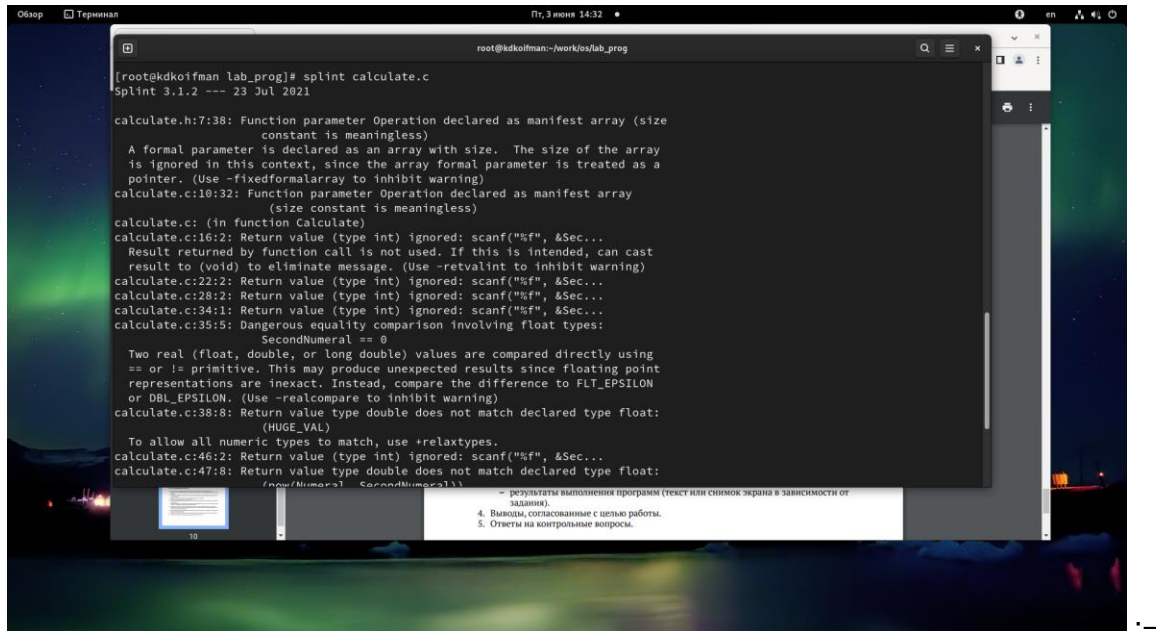 Обзор Терминал Пт, 3 июня 14:32 en
root@kdkoifman:~/work/os/lab_prog
[root@kdkoifman lab_prog]# splint calculate.c
Splint 3.1.2 --- 23 Jul 2021
calculate.h:7:38: Function parameter Operation declared as manifest array (size
constant is meaningless)
A formal parameter is declared as an array with size. The size of the array
is ignored in this context, since the array formal parameter is treated as a
pointer. (Use -fixedformalarray to inhibit warning)
calculate.c:10:32: Function parameter Operation declared as manifest array
(size constant is meaningless)
calculate.c: (in function Calculate)
calculate.c:16:2: Return value (type int) ignored: scanf("%f", &Sec...
Result returned by function call is not used. If this is intended, can cast
result to (void) to eliminate message. (Use -retvalint to inhibit warning)
calculate.c:22:2: Return value (type int) ignored: scanf("%f", &Sec...
calculate.c:28:2: Return value (type int) ignored: scanf("%f", &Sec...
calculate.c:34:1: Return value (type int) ignored: scanf("%f", &Sec...
calculate.c:35:5: Dangerous equality comparison involving float types:
SecondNumeral == 0
Two real (float, double, or long double) values are compared directly using
== or != primitive. This may produce unexpected results since floating point
representations are inexact. Instead, compare the difference to FLT_EPSILON
or DBL_EPSILON. (Use -realcompare to inhibit warning)
calculate.c:38:8: Return value type double does not match declared type float:
(HUGE_VAL)
To allow all numeric types to match, use +relaxtypes.
calculate.c:46:2: Return value (type int) ignored: scanf("%f", &Sec...
calculate.c:47:8: Return value type double does not match declared type float:
(pow(Numeral, SecondNumeral))
– результаты выполнения программ (текст или снимок экрана в зависимости от
задания).
4. Выводы, согласованные с целью работы.
5. Ответы на контрольные вопросы.
10
._